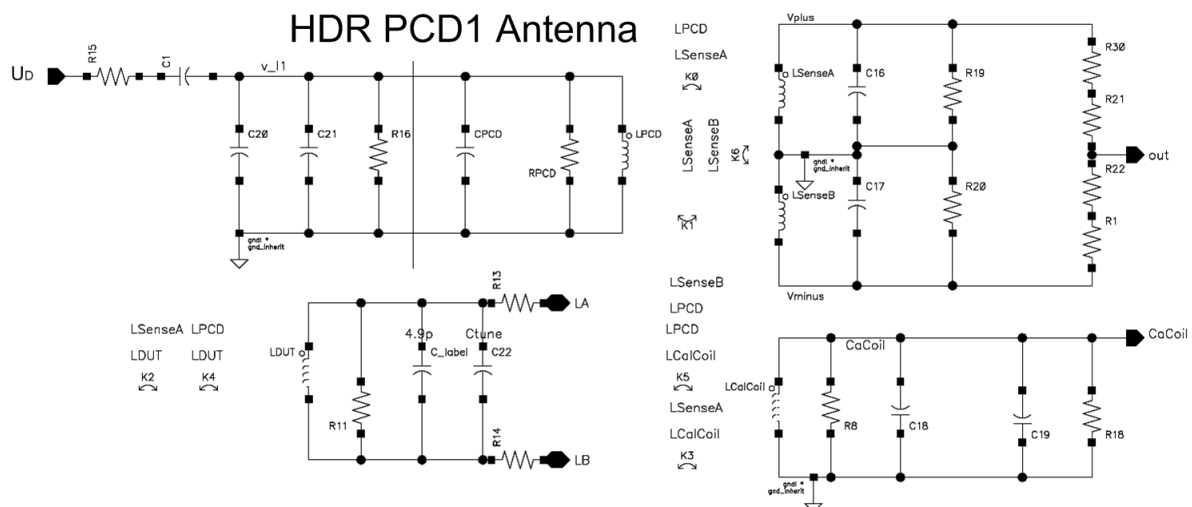 HDR PCD1 Antenna
UD
R15
C1
v_l1
C20
C21
R16
CPCD
RPCD
LPCD
gndl *
gnd_inherit
LPCD
LSenseA
K0
LSenseA
LSenseB
K6
K1
LSenseB
LPCD
Vplus
LSenseA
C16
R19
R30
R21
gndl *
gnd_inherit
out
LSenseB
C17
R20
R22
R1
Vminus
LSenseA LPCD
LDUT LDUT
K2 K4
LDUT
R11
4.9p
C_label
Ctune
C22
R13
LA
R14
LB
LPCD
LCalCoil
K5
LSenseA
LCalCoil
K3
CaCoil
CaCoil
LCalCoil
R8
C18
C19
R18
gndl *
gnd_inherit